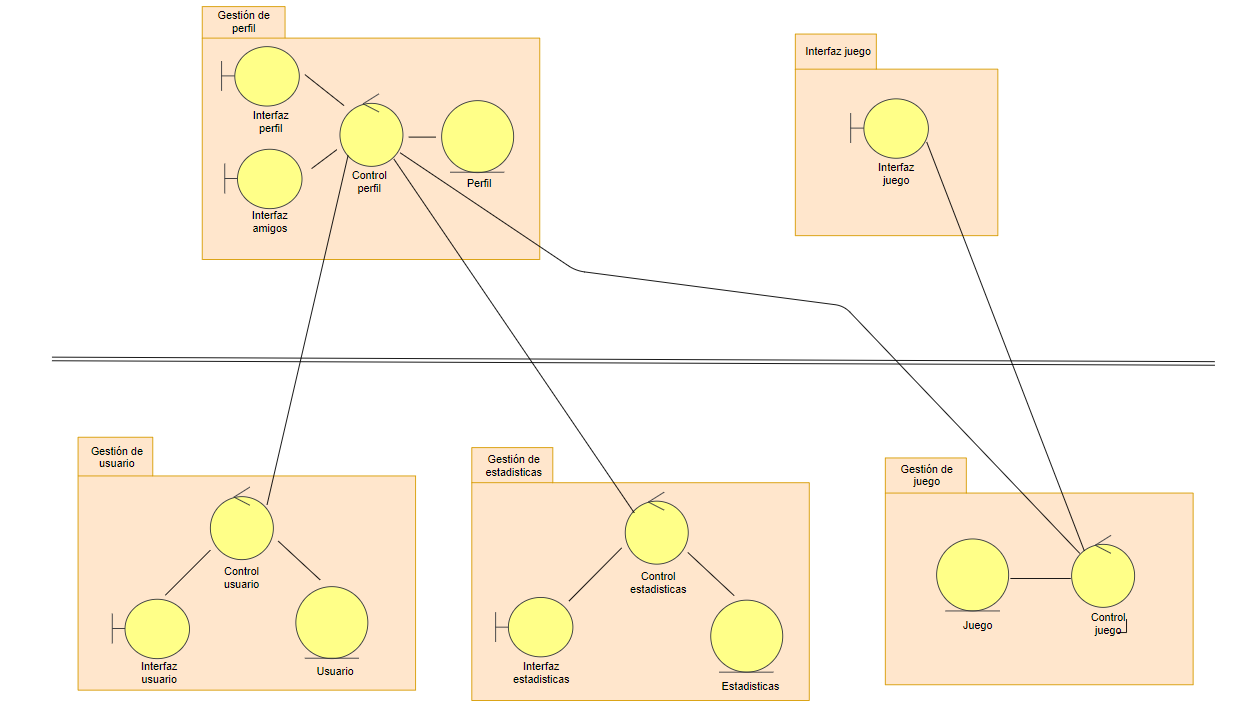 Gestión de
perfil
Interfaz
perfil
Interfaz
amigos
Control
perfil
Perfil
Interfaz juego
Interfaz
juego
Gestión de
usuario
Control
usuario
Interfaz
usuario
Usuario
Gestión de
estadisticas
Control
estadisticas
Interfaz
estadisticas
Estadisticas
Gestión de
juego
Juego
Control
juego